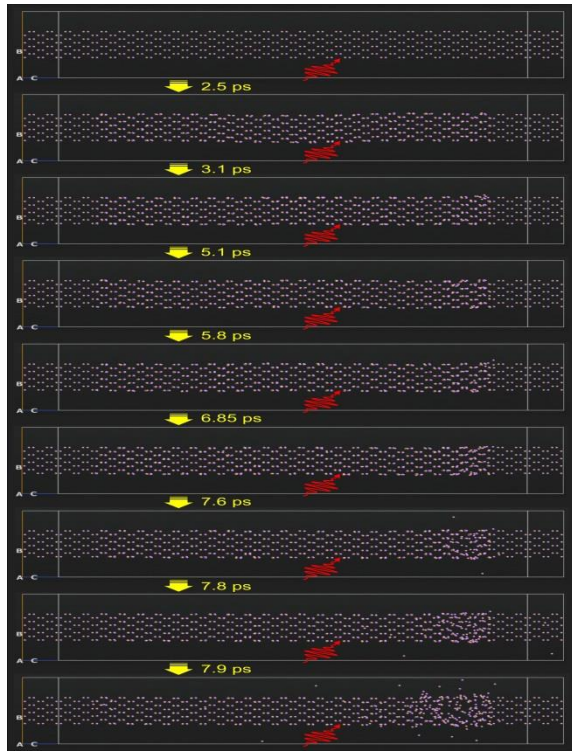 B
A C
2.5 ps
B
A C
3.1 ps
B
A C
5.1 ps
B
A C
5.8 ps
B
A C
6.85 ps
B
A C
7.6 ps
B
A C
7.8 ps
B
A C
7.9 ps
B
A C